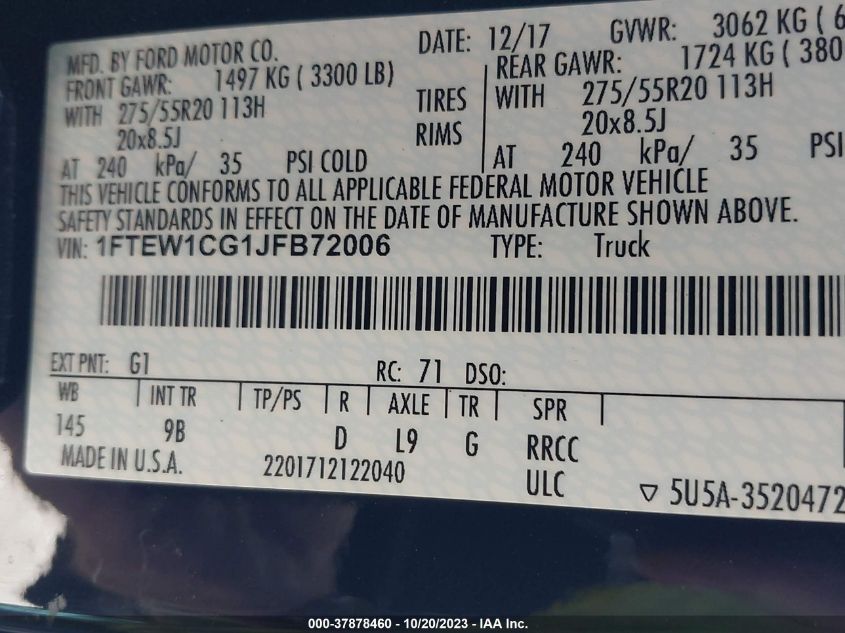 MFD. BY FORD MOTOR CO. DATE: 12/17 GVWR: 3062 KG ( 6
FRONT GAWR: 1497 KG ( 3300 LB) REAR GAWR: 1724 KG ( 380
WITH 275/55R20 113H TIRES WITH 275/55R20 113H
20x8.5J RIMS 20x8.5J
AT 240 kPa/ 35 PSI COLD AT 240 kPa/ 35 PSI
THIS VEHICLE CONFORMS TO ALL APPLICABLE FEDERAL MOTOR VEHICLE
SAFETY STANDARDS IN EFFECT ON THE DATE OF MANUFACTURE SHOWN ABOVE.
VIN: 1FTEW1CG1JFB72006 TYPE: Truck
EXT PNT: G1 RC: 71 DSO:
WB INT TR TP/PS R AXLE TR SPR
145 9B D L9 G RRCC
MADE IN U.S.A. 2201712122040 ULC ▽ 5U5A-3520472
000-37878460 - 10/20/2023 - IAA Inc.